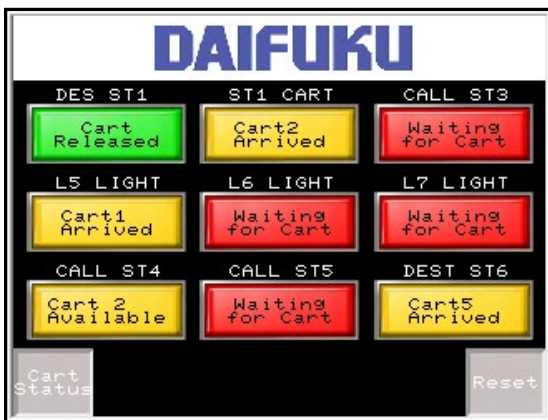 DAIFUKU
DES ST1 ST1 CART CALL ST3
Cart Cart2 Waiting
Released Arrived for Cart
L5 LIGHT L6 LIGHT L7 LIGHT
Cart1 Waiting Waiting
Arrived for Cart for Cart
CALL ST4 CALL ST5 DEST ST6
Cart 2 Waiting Cart5
Available for Cart Arrived
Cart
Status Reset